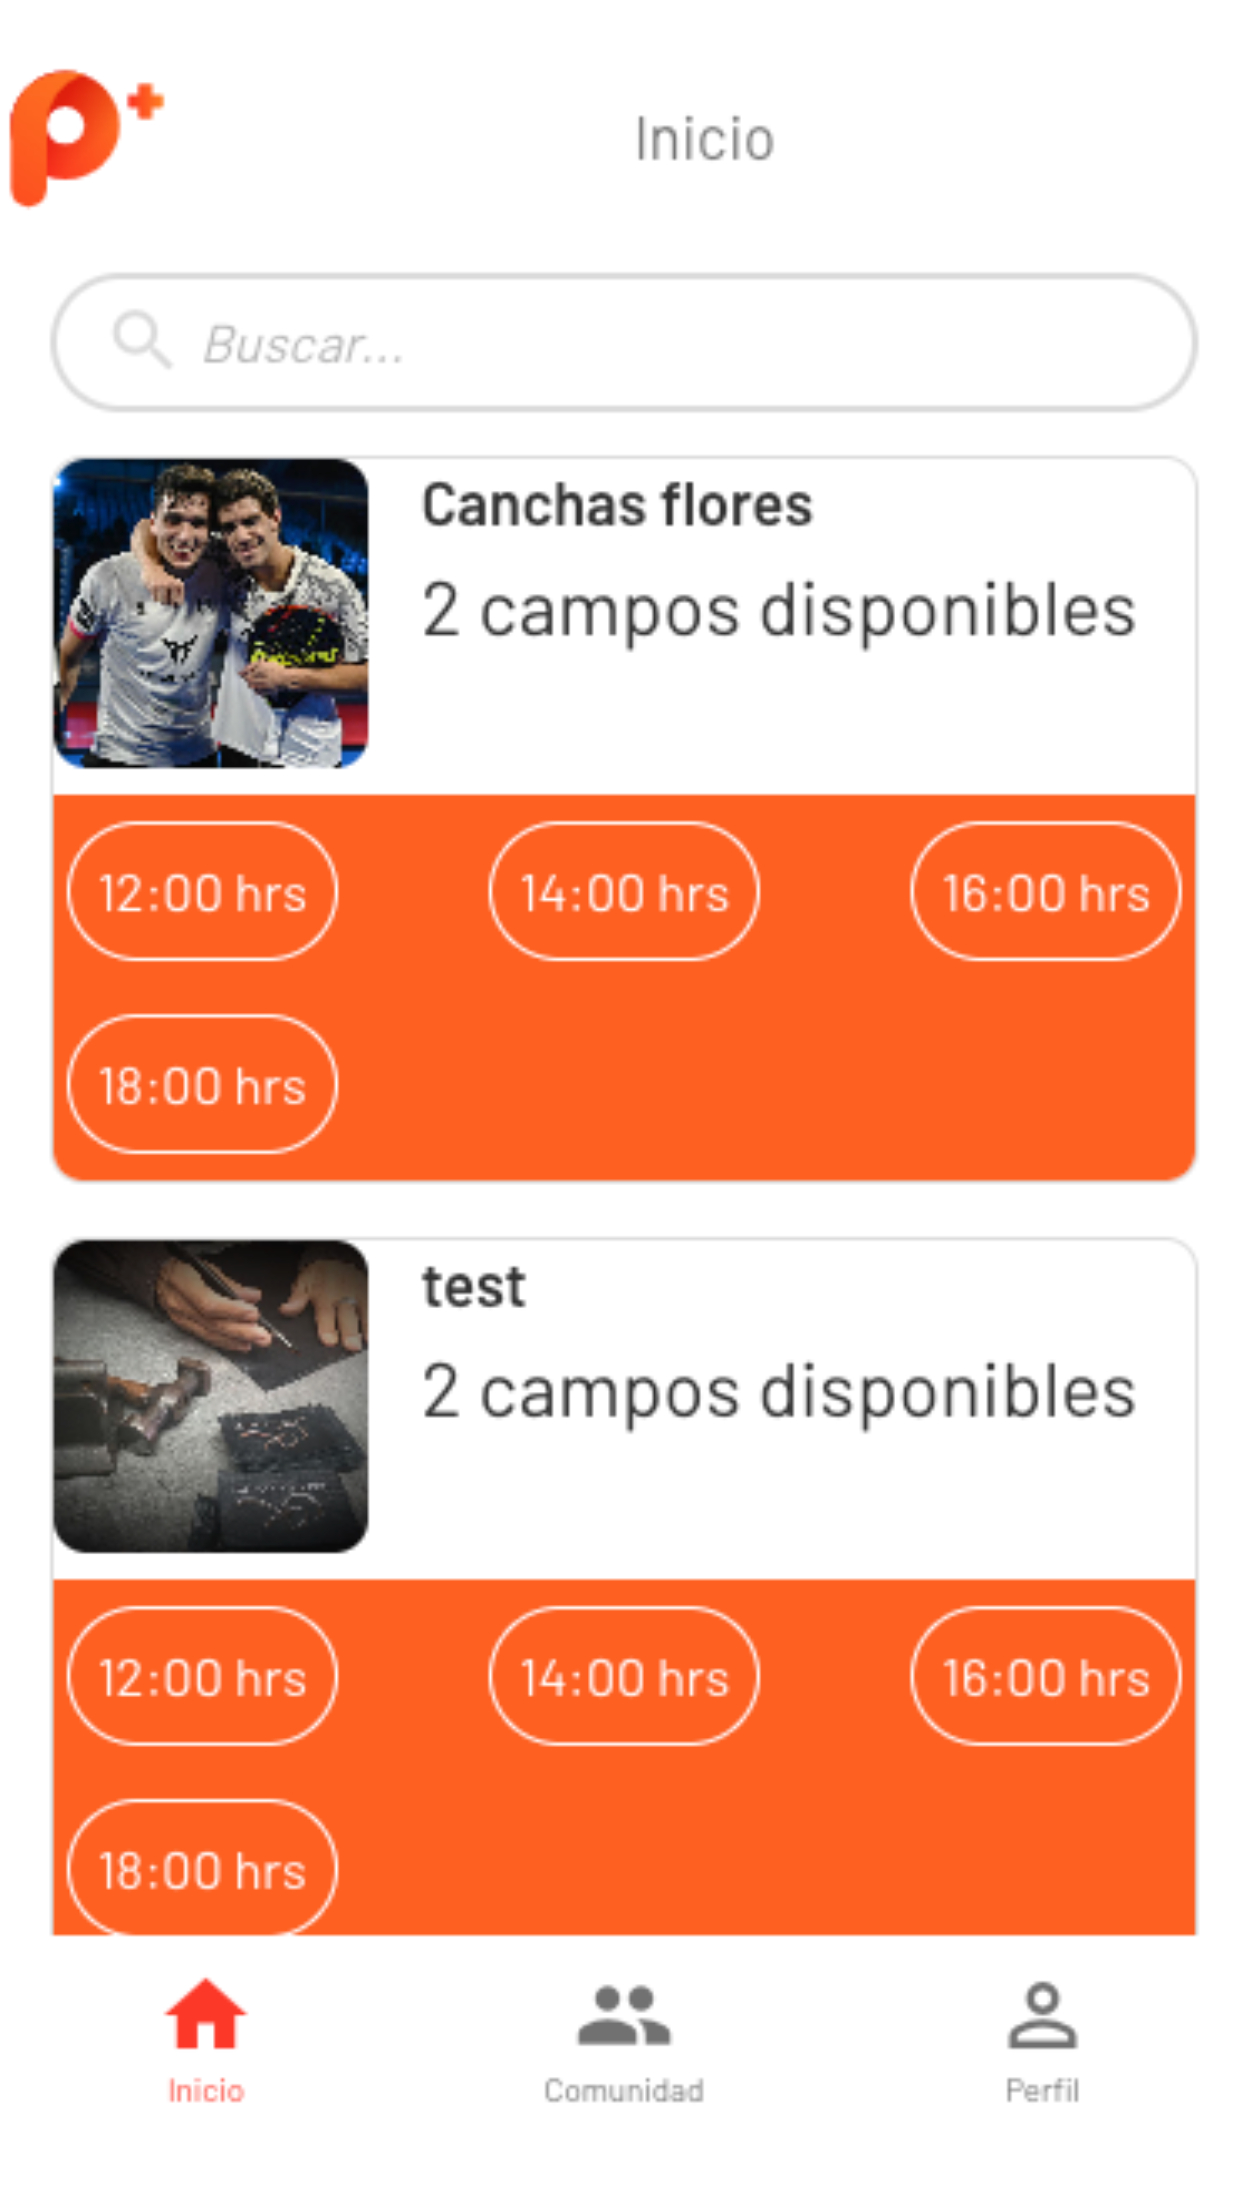 Inicio
Buscar...
Canchas flores
2 campos disponibles
12:00 hrs 14:00 hrs 16:00 hrs
18:00 hrs
test
2 campos disponibles
12:00 hrs 14:00 hrs 16:00 hrs
18:00 hrs
Inicio Comunidad Perfil